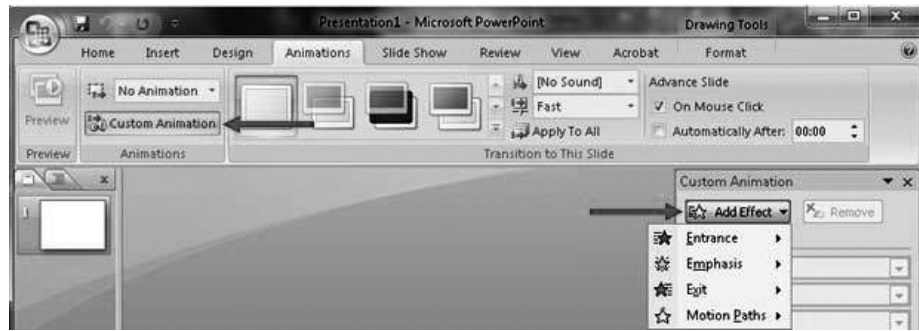 Presentation1 - Microsoft PowerPoint
Drawing Tools
Home Insert Design Animations Slide Show Review View Acrobat Format
No Animation
[No Sound]
Advance Slide
Preview
Custom Animation
Fast
On Mouse Click
Apply To All
Automatically After: 00:00
Preview
Animations
Transition to This Slide
Custom Animation
1
Add Effect
Remove
Entrance
Emphasis
Exit
Motion Paths